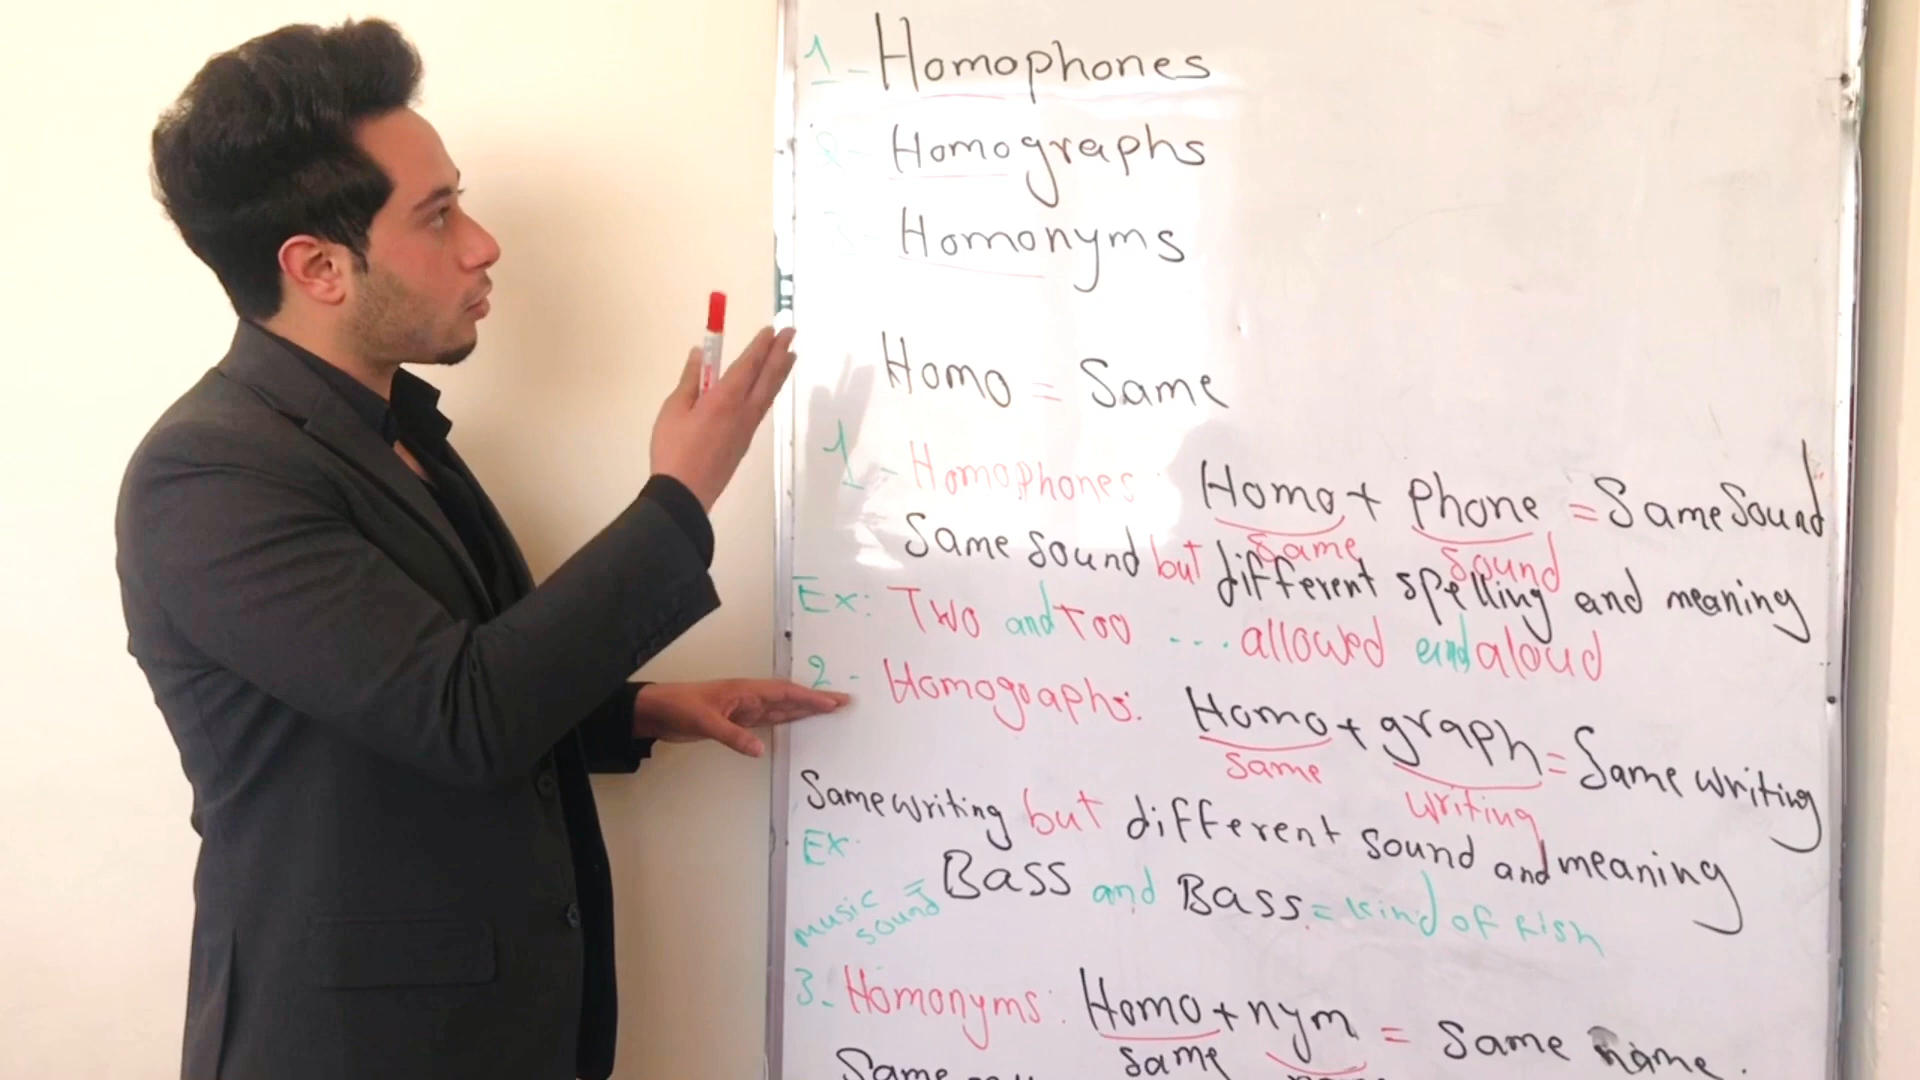 1- Homophones
2- Homographs
3- Homonyms
Homo = Same
1- Homophones: Homo + phone = Same Sound
same sound
Same sound but different spelling and meaning
Ex: Two and Too ... allowed and aloud
2- Homographs: Homo + graph = Same writing
same writing
Same writing but different sound and meaning
Ex:
music sound = Bass and Bass = kind of fish
3- Homonyms: Homo + nym = Same name.
Same same